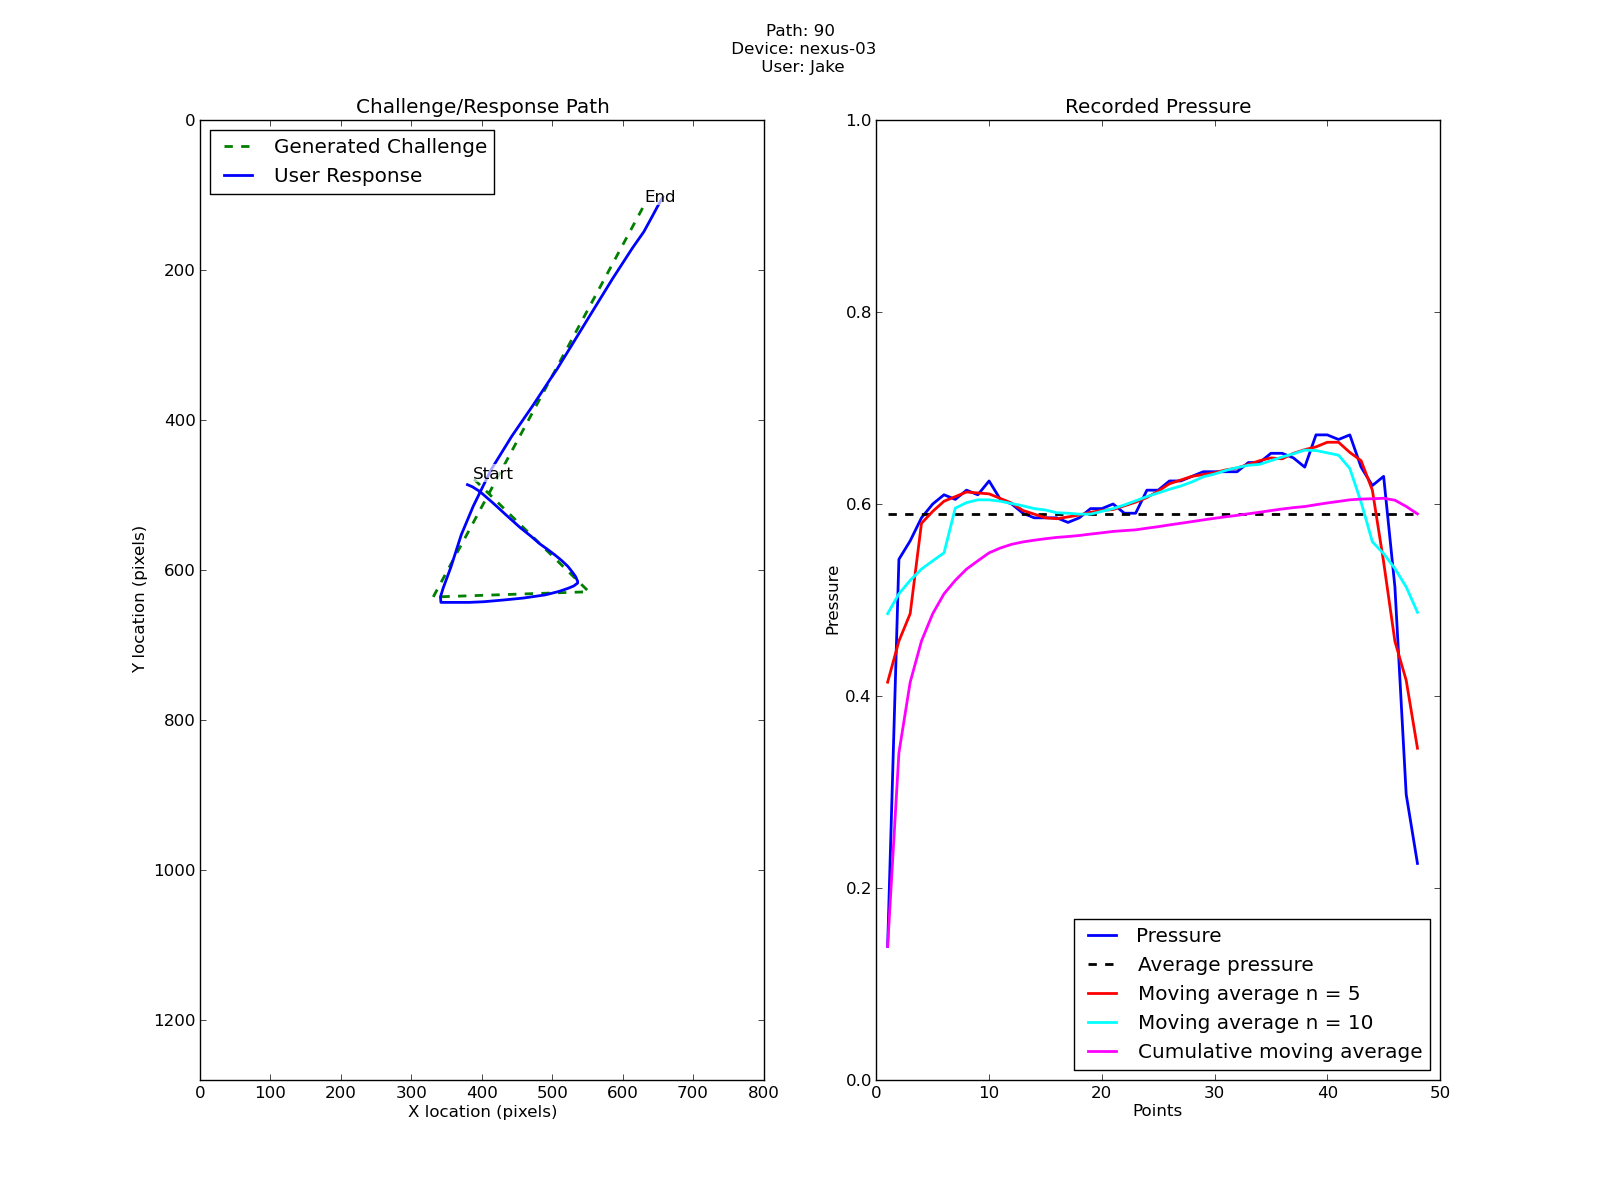 Path: 90
Device: nexus-03
User: Jake
Challenge/Response Path
Generated Challenge
User Response
End
Start
0
200
400
600
800
1000
1200
Y location (pixels)
0 100 200 300 400 500 600 700 800
X location (pixels)
Recorded Pressure
1.0
0.8
0.6
0.4
0.2
0.0
Pressure
Pressure
Average pressure
Moving average n = 5
Moving average n = 10
Cumulative moving average
0 10 20 30 40 50
Points